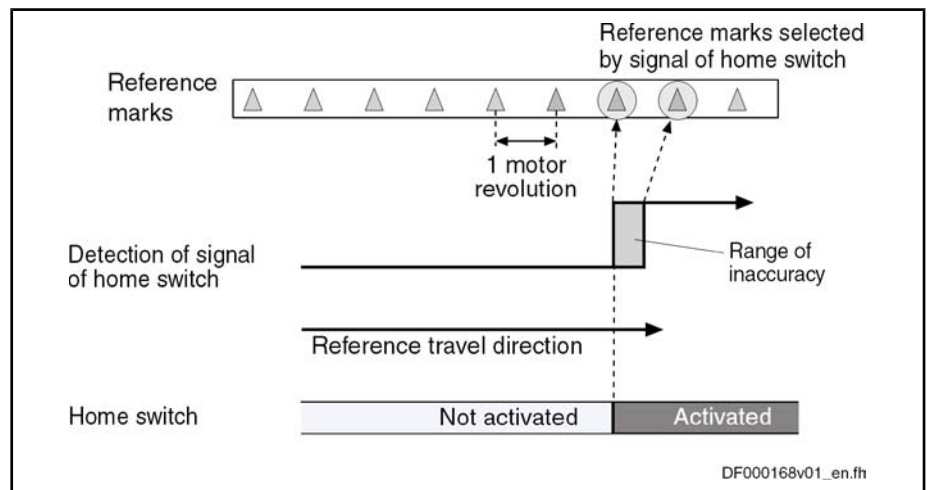 Reference marks selected
by signal of home switch
Reference
marks
1 motor
revolution
Detection of signal
of home switch
Range of
inaccuracy
Reference travel direction
Home switch
Not activated
Activated
DF000168v01_en.fh